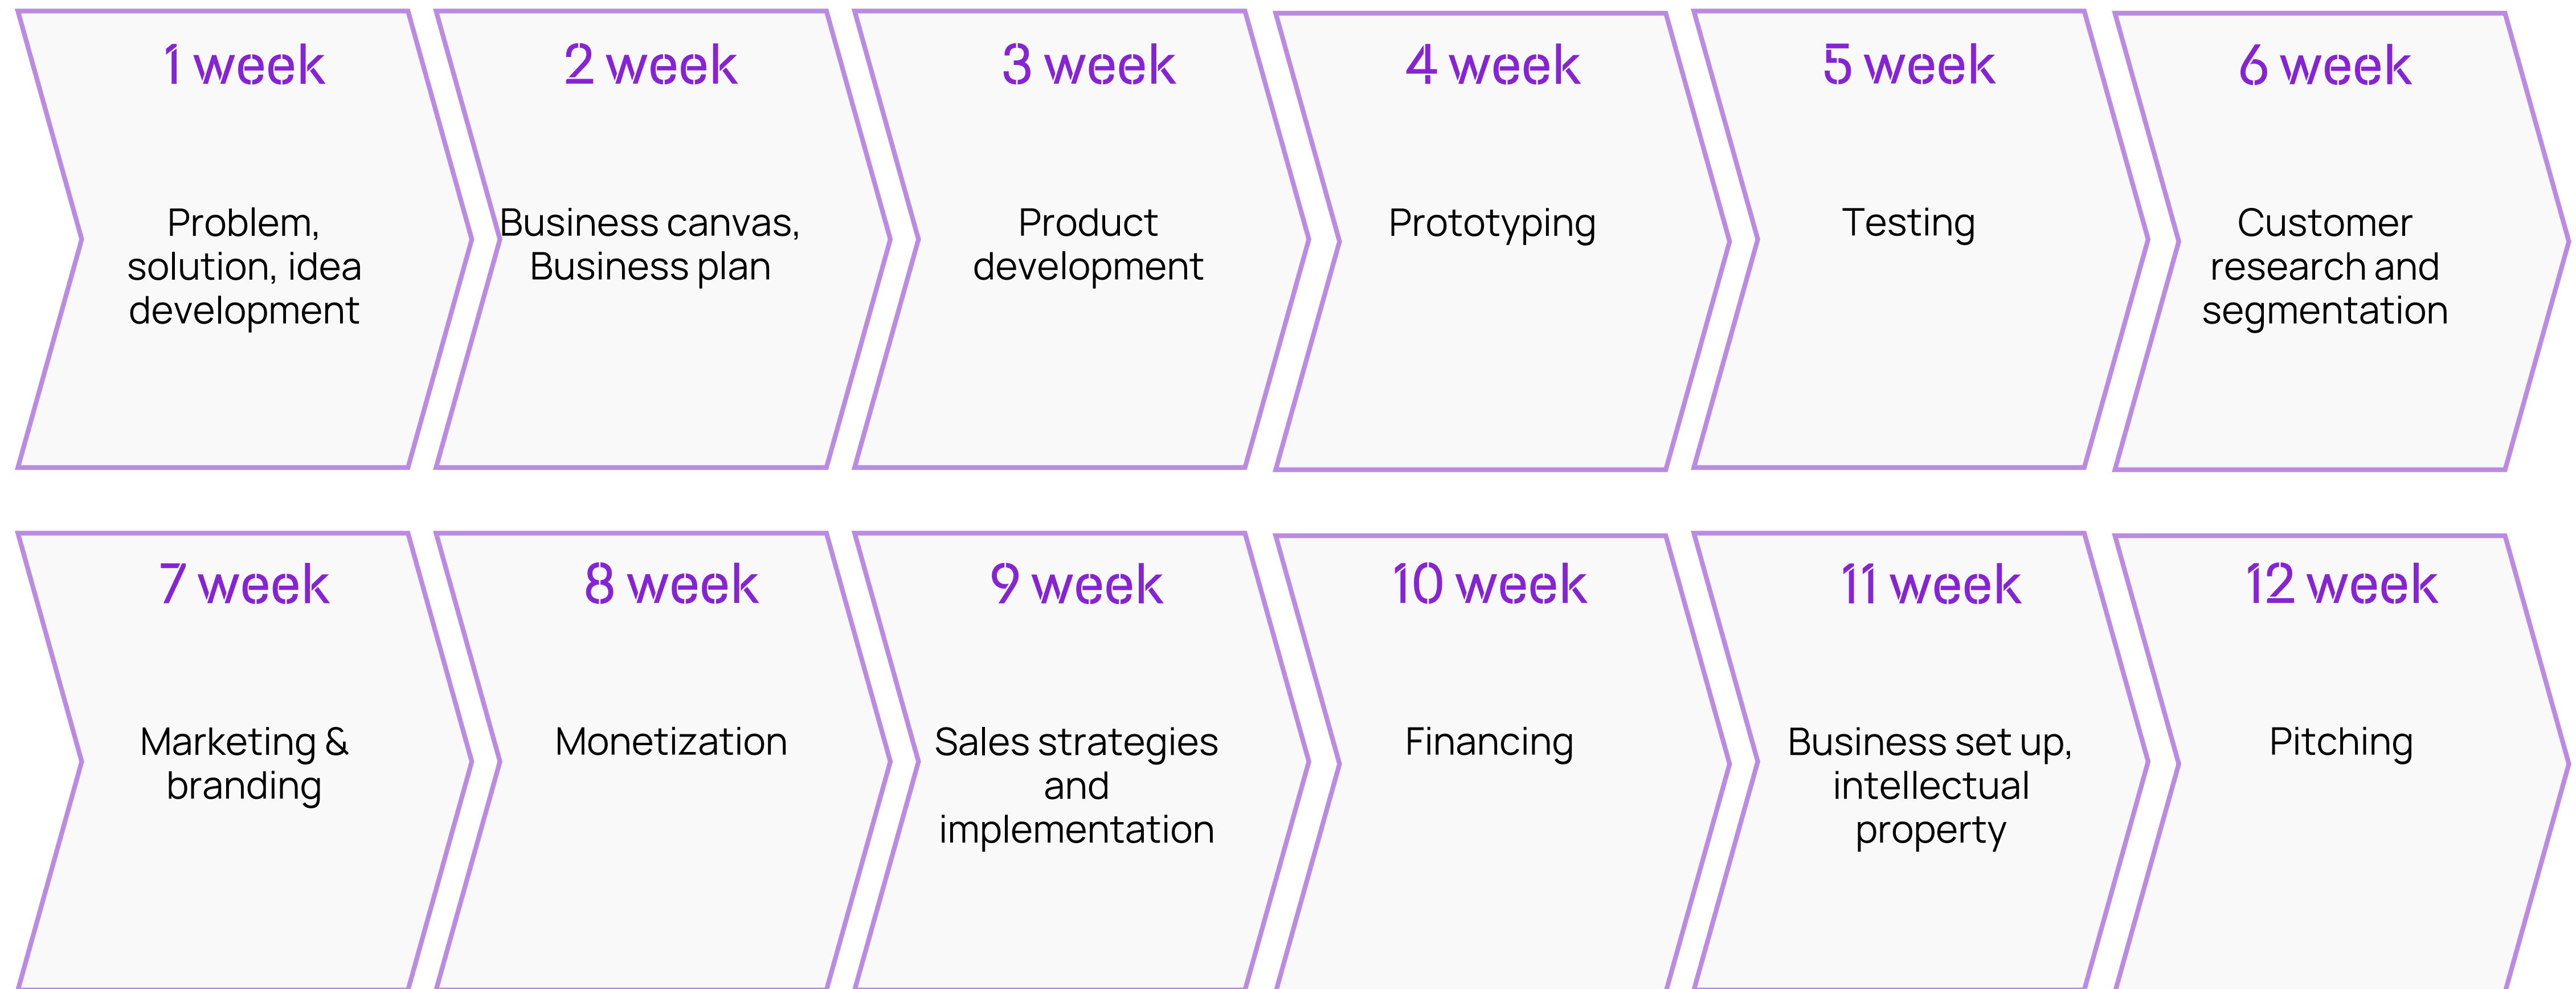 1 week
Problem,
solution, idea
development
2 week
Business canvas,
Business plan
3 week
Product
development
4 week
Prototyping
5 week
Testing
6 week
Customer
research and
segmentation
7 week
Marketing &
branding
8 week
Monetization
9 week
Sales strategies
and
implementation
10 week
Financing
11 week
Business set up,
intellectual
property
12 week
Pitching